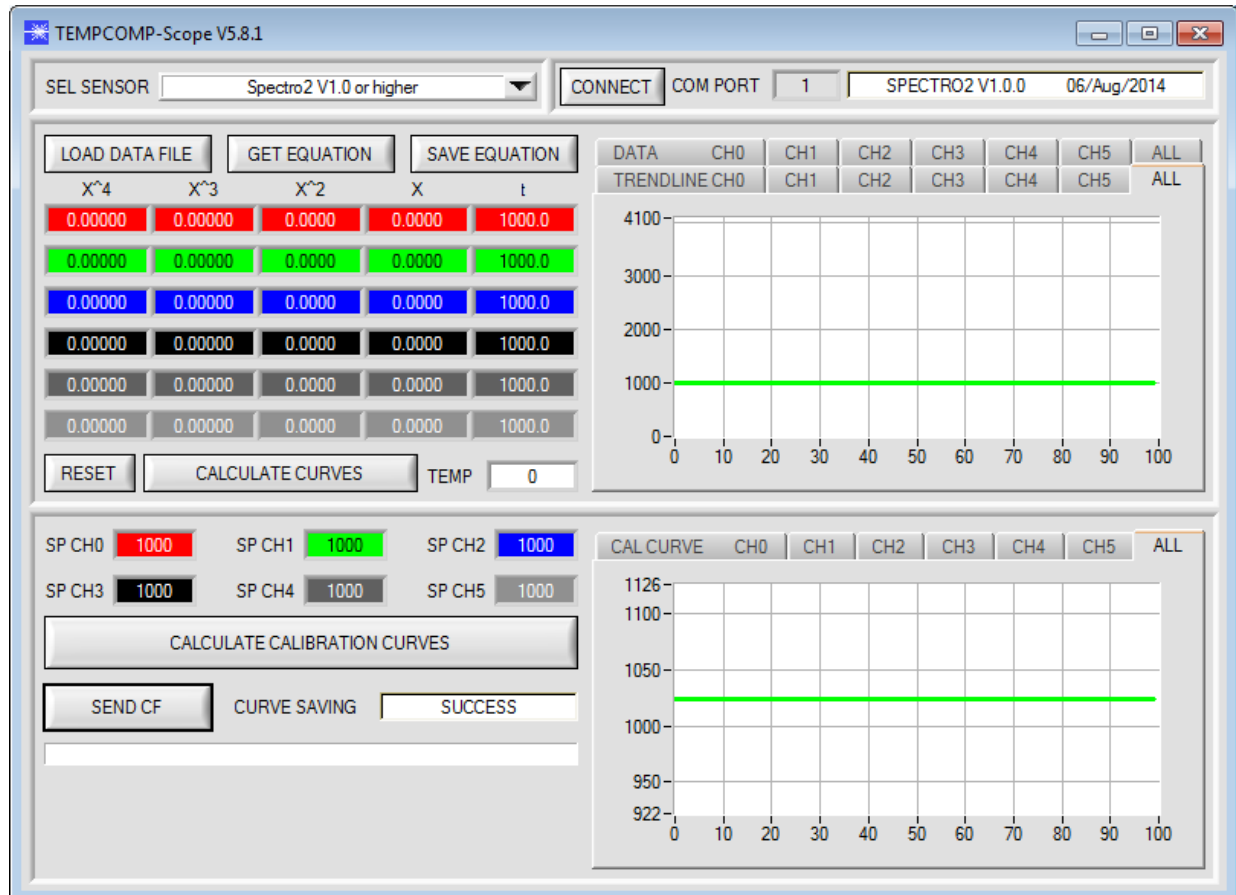 TEMPCOMP-Scope V5.8.1
SEL SENSOR Spectro2 V1.0 or higher CONNECT COM PORT 1 SPECTRO2 V1.0.0 06/Aug/2014
LOAD DATA FILE GET EQUATION SAVE EQUATION
X^4 X^3 X^2 X t
0.00000 0.00000 0.0000 0.0000 1000.0
0.00000 0.00000 0.0000 0.0000 1000.0
0.00000 0.00000 0.0000 0.0000 1000.0
0.00000 0.00000 0.0000 0.0000 1000.0
0.00000 0.00000 0.0000 0.0000 1000.0
0.00000 0.00000 0.0000 0.0000 1000.0
RESET CALCULATE CURVES TEMP 0
DATA CH0 CH1 CH2 CH3 CH4 CH5 ALL
TRENDLINE CH0 CH1 CH2 CH3 CH4 CH5 ALL
4100
3000
2000
1000
0
0 10 20 30 40 50 60 70 80 90 100
SP CH0 1000 SP CH1 1000 SP CH2 1000
SP CH3 1000 SP CH4 1000 SP CH5 1000
CALCULATE CALIBRATION CURVES
SEND CF CURVE SAVING SUCCESS
CAL CURVE CH0 CH1 CH2 CH3 CH4 CH5 ALL
1126
1100
1050
1000
950
922
0 10 20 30 40 50 60 70 80 90 100